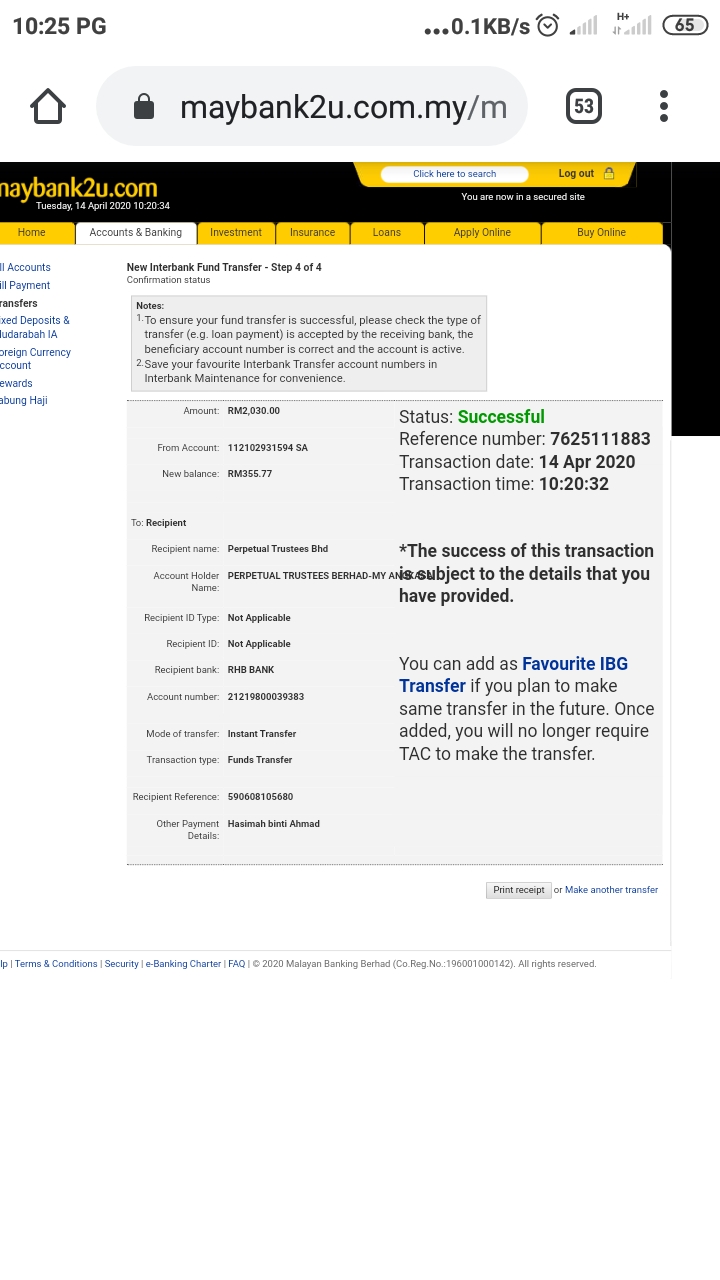 10:25 PG
...0.1KB/s
H+
65
maybank2u.com.my/m
53
maybank2u.com
Click here to search
Log out
Tuesday, 14 April 2020 10:20:34
You are now in a secured site
Home
Accounts & Banking
Investment
Insurance
Loans
Apply Online
Buy Online
ll Accounts
ill Payment
ransfers
ixed Deposits &
Mudarabah IA
oreign Currency
ccount
ewards
abung Haji
New Interbank Fund Transfer - Step 4 of 4
Confirmation status
Notes:
1. To ensure your fund transfer is successful, please check the type of
transfer (e.g. loan payment) is accepted by the receiving bank, the
beneficiary account number is correct and the account is active.
2. Save your favourite Interbank Transfer account numbers in
Interbank Maintenance for convenience.
Amount: RM2,030.00
From Account: 112102931594 SA
New balance: RM355.77
To: Recipient
Recipient name: Perpetual Trustees Bhd
Account Holder
Name: PERPETUAL TRUSTEES BERHAD-MY
Recipient ID Type: Not Applicable
Recipient ID: Not Applicable
Recipient bank: RHB BANK
Account number: 21219800039383
Mode of transfer: Instant Transfer
Transaction type: Funds Transfer
Recipient Reference: 590608105680
Other Payment
Details: Hasimah binti Ahmad
Status: Successful
Reference number: 7625111883
Transaction date: 14 Apr 2020
Transaction time: 10:20:32
*The success of this transaction
is subject to the details that you
have provided.
You can add as Favourite IBG
Transfer if you plan to make
same transfer in the future. Once
added, you will no longer require
TAC to make the transfer.
Print receipt or Make another transfer
lp | Terms & Conditions | Security | e-Banking Charter | FAQ | © 2020 Malayan Banking Berhad (Co.Reg.No.:196001000142). All rights reserved.